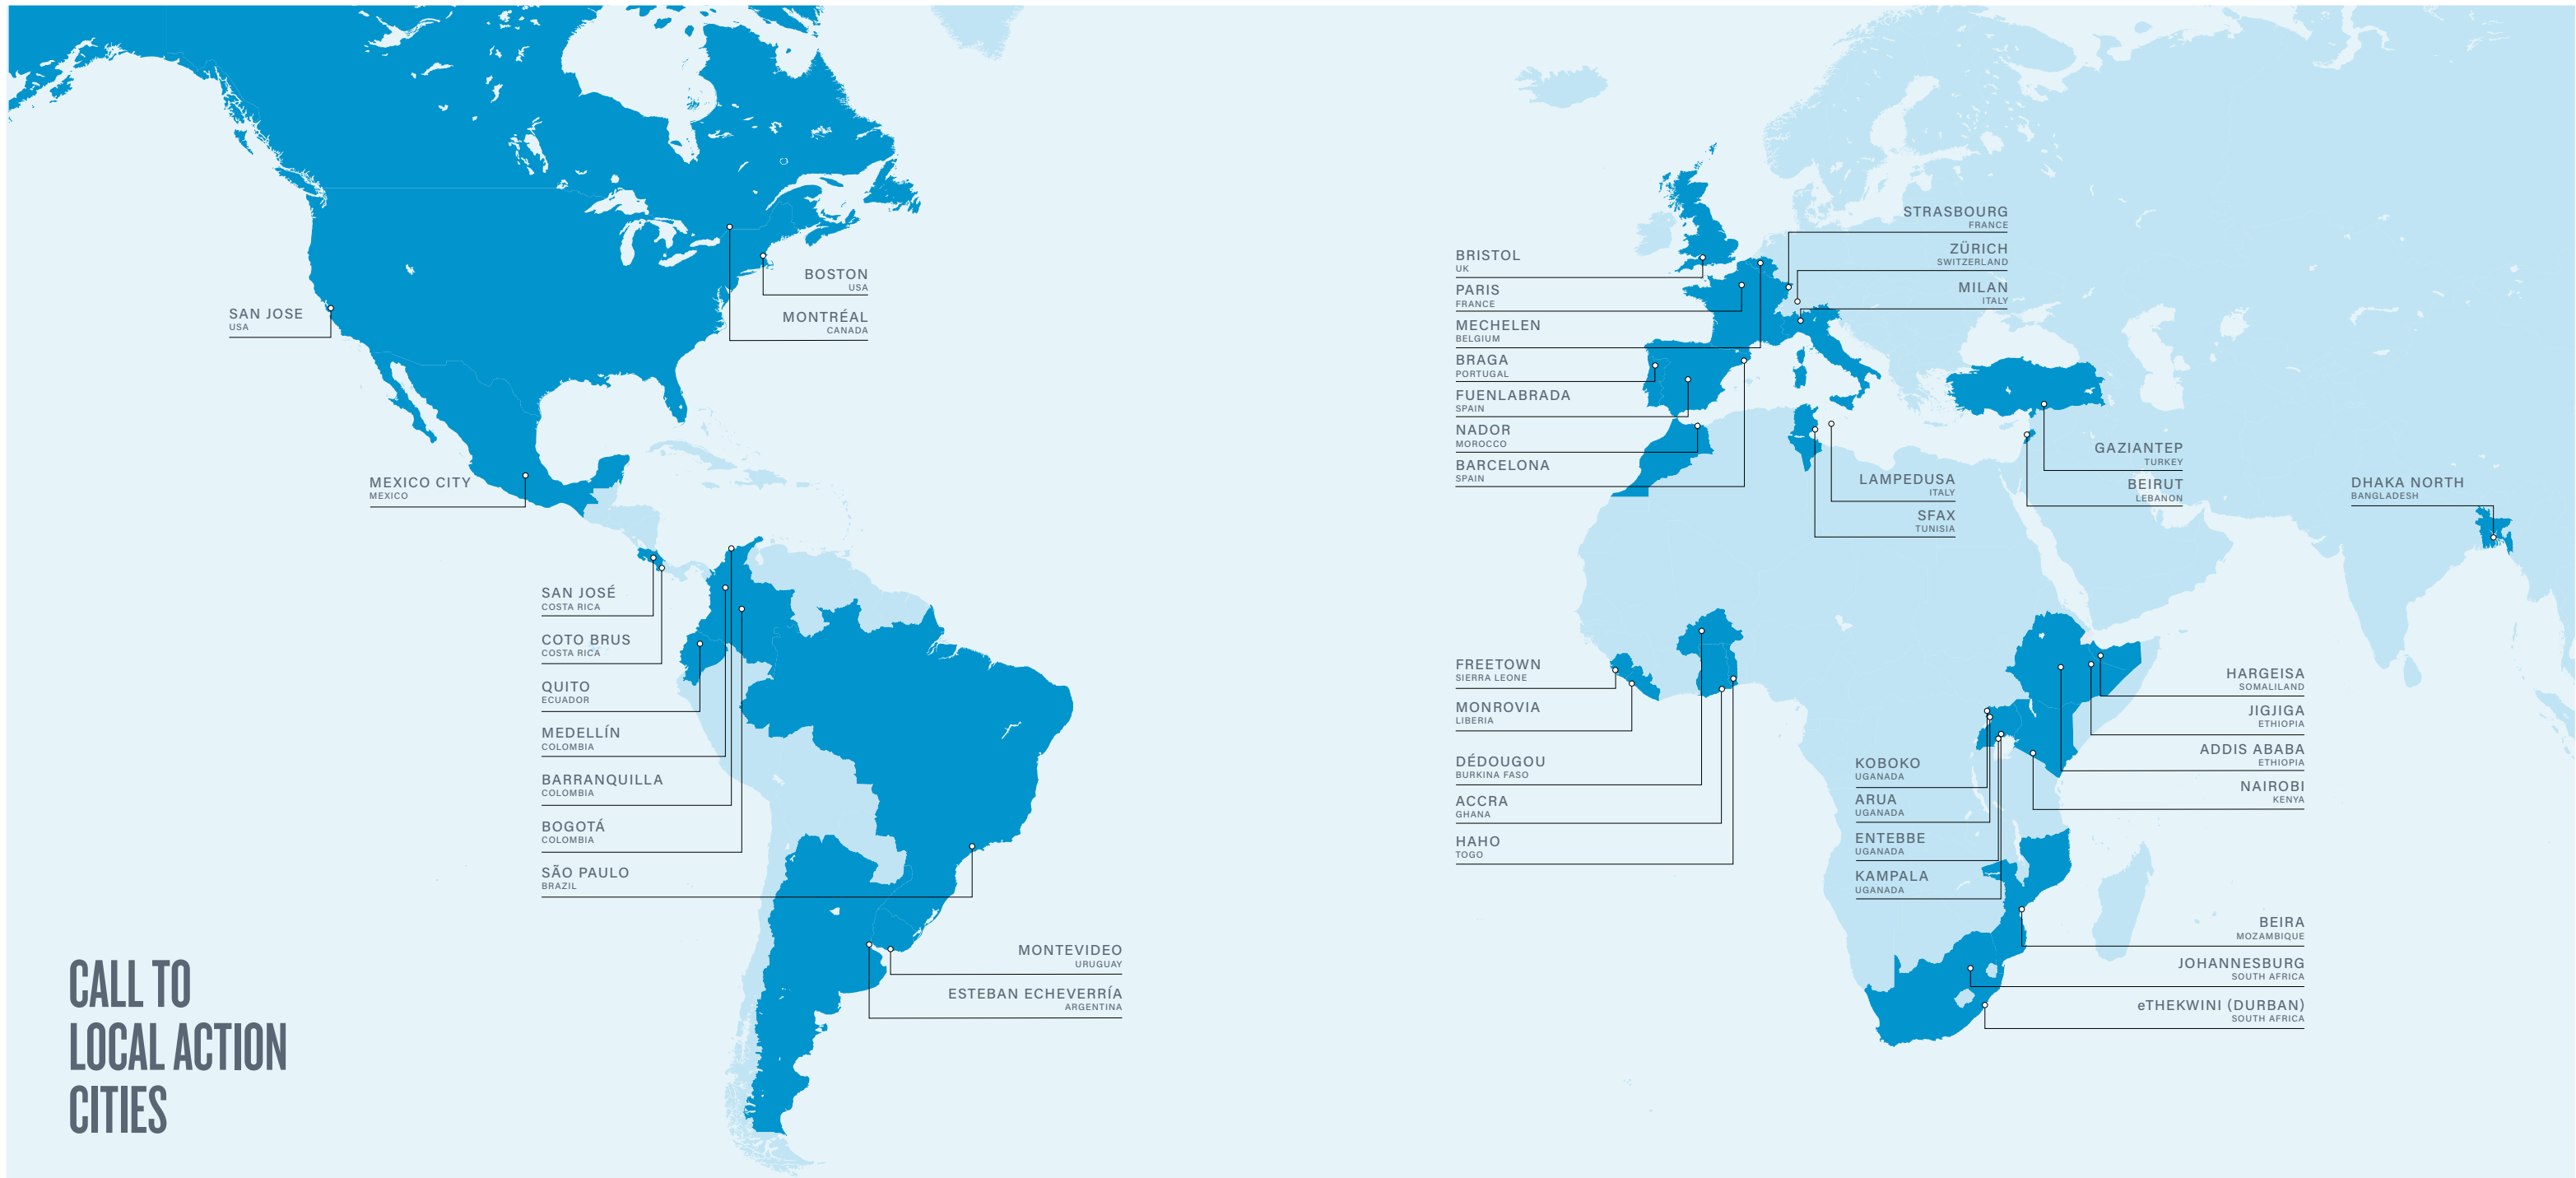 SAN JOSE
USA
BOSTON
USA
MONTRÉAL
CANADA
MEXICO CITY
MEXICO
SAN JOSÉ
COSTA RICA
COTO BRUS
COSTA RICA
QUITO
ECUADOR
MEDELLÍN
COLOMBIA
BARRANQUILLA
COLOMBIA
BOGOTÁ
COLOMBIA
SÃO PAULO
BRAZIL
MONTEVIDEO
URUGUAY
ESTEBAN ECHEVERRÍA
ARGENTINA
CALL TO
LOCAL ACTION
CITIES
BRISTOL
UK
PARIS
FRANCE
MECHELEN
BELGIUM
BRAGA
PORTUGAL
FUENLABRADA
SPAIN
NADOR
MOROCCO
BARCELONA
SPAIN
STRASBOURG
FRANCE
ZÜRICH
SWITZERLAND
MILAN
ITALY
LAMPEDUSA
ITALY
SFAX
TUNISIA
GAZIANTEP
TURKEY
BEIRUT
LEBANON
DHAKA NORTH
BANGLADESH
FREETOWN
SIERRA LEONE
MONROVIA
LIBERIA
DÉDOUGOU
BURKINA FASO
ACCRA
GHANA
HAHO
TOGO
KOBOKO
UGANADA
ARUA
UGANADA
ENTEBBE
UGANADA
KAMPALA
UGANADA
HARGEISA
SOMALILAND
JIGJIGA
ETHIOPIA
ADDIS ABABA
ETHIOPIA
NAIROBI
KENYA
BEIRA
MOZAMBIQUE
JOHANNESBURG
SOUTH AFRICA
eTHEKWINI (DURBAN)
SOUTH AFRICA